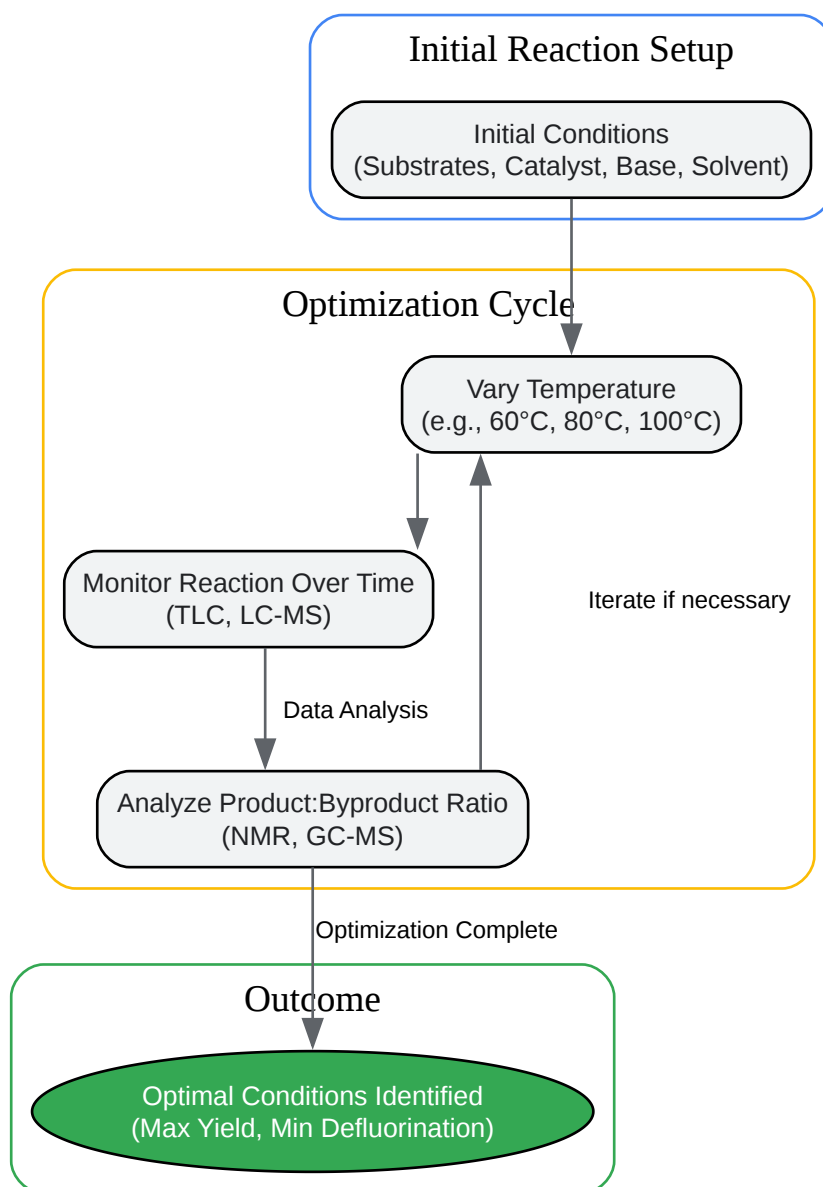 Initial Reaction Setup
Initial Conditions
(Substrates, Catalyst, Base, Solvent)
Optimization Cycle
Vary Temperature
(e.g., 60°C, 80°C, 100°C)
Monitor Reaction Over Time
(TLC, LC-MS)
Iterate if necessary
Data Analysis
Analyze Product:Byproduct Ratio
(NMR, GC-MS)
Optimization Complete
Outcome
Optimal Conditions Identified
(Max Yield, Min Defluorination)